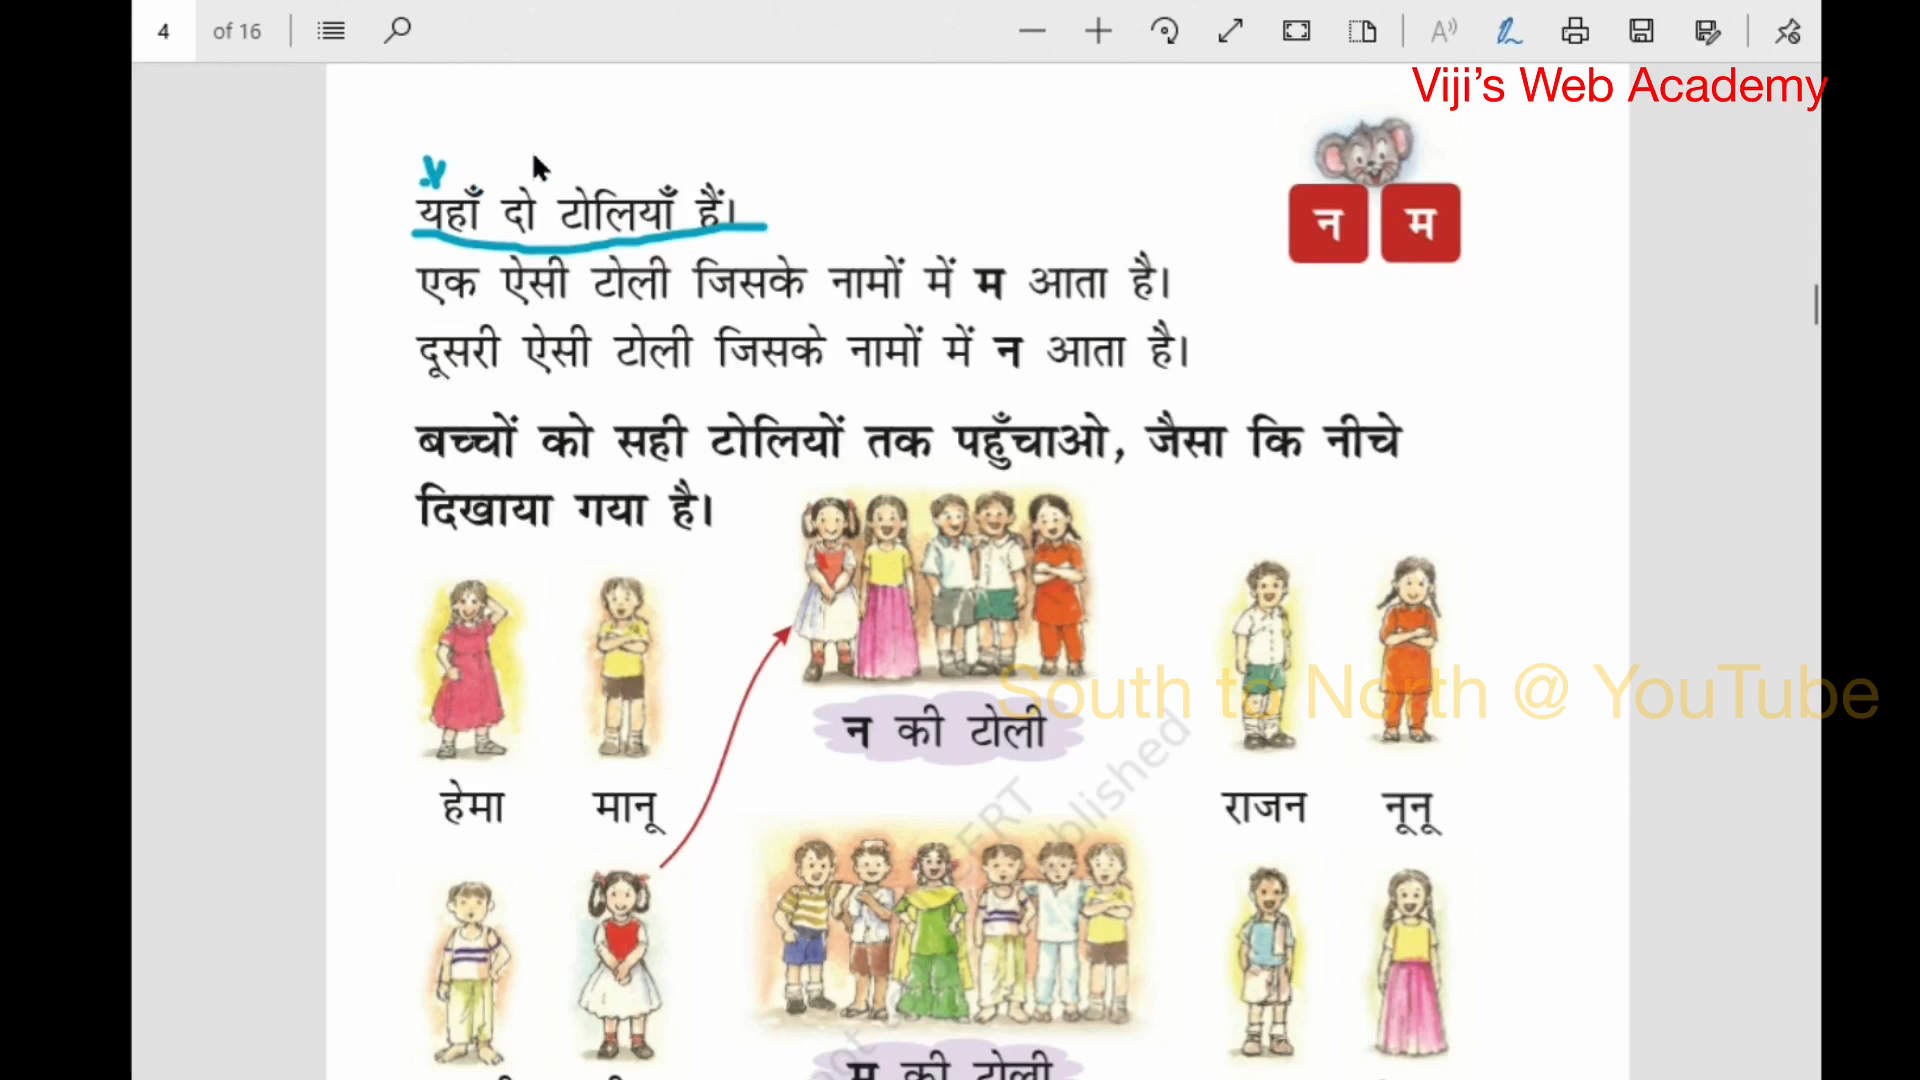 4 of 16
Viji's Web Academy
न म
यहाँ दो टोलियाँ हैं।
एक ऐसी टोली जिसके नामों में म आता है।
दूसरी ऐसी टोली जिसके नामों में न आता है।
बच्चों को सही टोलियों तक पहुँचाओ, जैसा कि नीचे
दिखाया गया है।
South to North @ YouTube
न की टोली
हेमा मानू राजन नूनू
म की टोली